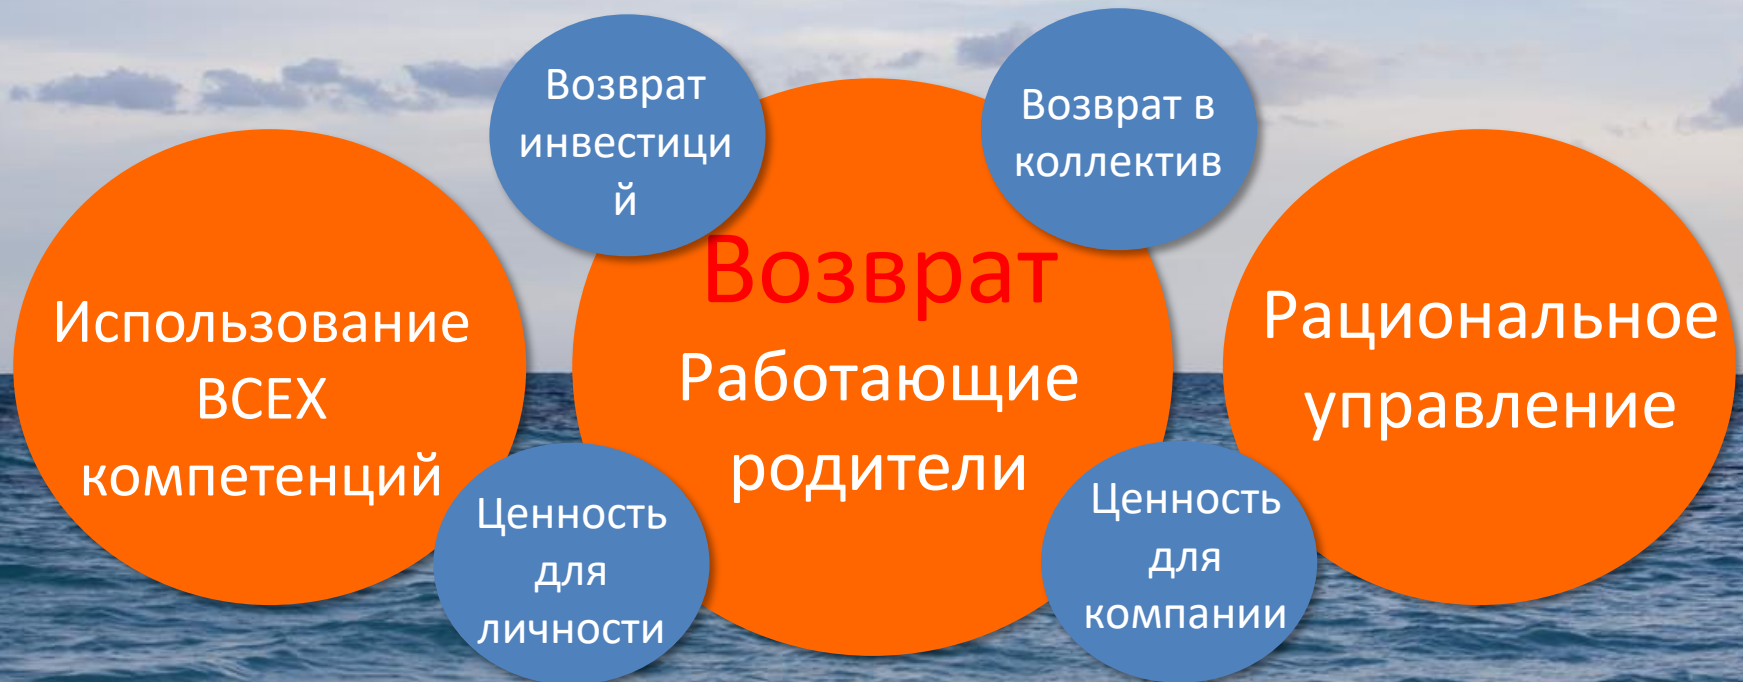 Возврат
инвестици
й
Возврат в
коллектив
Использование
ВСЕХ
компетенций
Возврат
Работающие
родители
Рациональное
управление
Ценность
для
личности
Ценность
для
компании